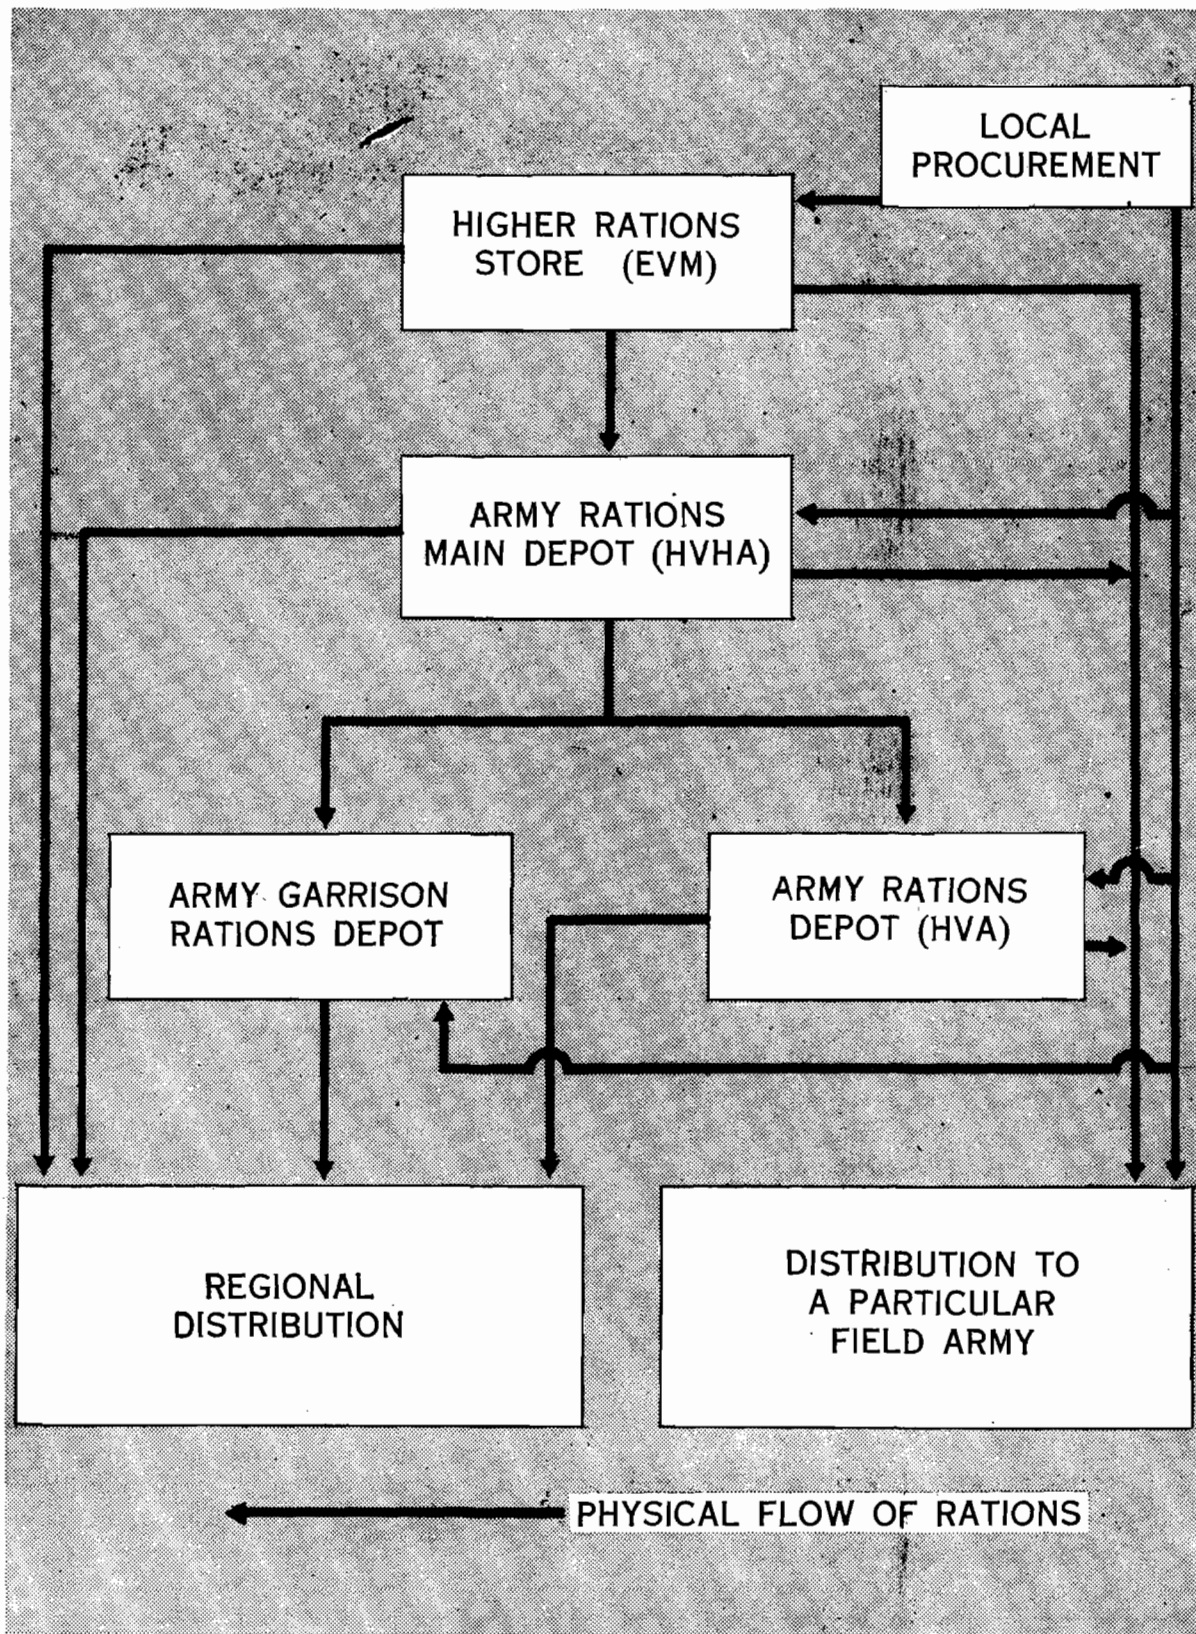 LOCAL
PROCUREMENT
HIGHER RATIONS
STORE (EVM)
ARMY RATIONS
MAIN DEPOT (HVHA)
ARMY GARRISON
RATIONS DEPOT
ARMY RATIONS
DEPOT (HVA)
REGIONAL
DISTRIBUTION
DISTRIBUTION TO
A PARTICULAR
FIELD ARMY
PHYSICAL FLOW OF RATIONS